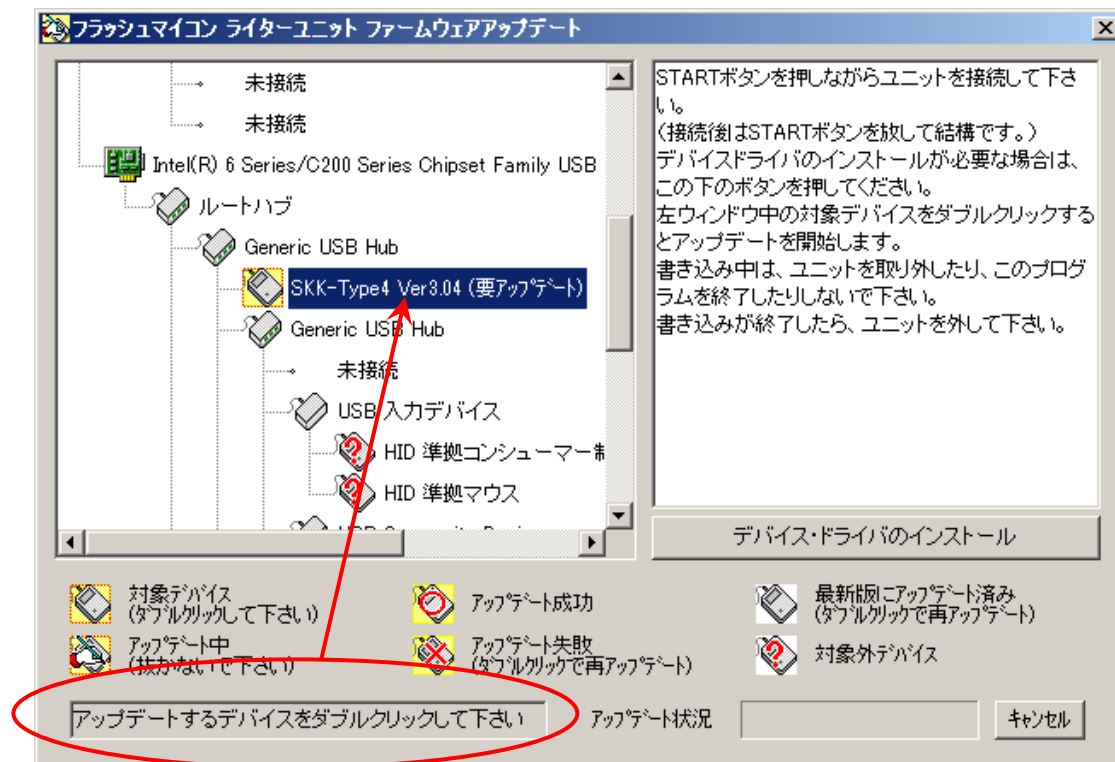 フラッシュマイコン ライターユニット ファームウェアアップデート
未接続
未接続
Intel(R) 6 Series/C200 Series Chipset Family USB
ルートハブ
Generic USB Hub
SKK-Type4 Ver3.04 (要アップデート)
Generic USB Hub
未接続
USB 入力デバイス
HID 準拠コンシューマー制
HID 準拠マウス
STARTボタンを押しながらユニットを接続して下さ
い。
(接続後はSTARTボタンを放して結構です。)
デバイスドライバのインストールが必要な場合は、
この下のボタンを押してください。
左ウィンドウ中の対象デバイスをダブルクリックする
とアップデートを開始します。
書き込み中は、ユニットを取り外したり、このプログ
ラムを終了したりしないで下さい。
書き込みが終了したら、ユニットを外して下さい。
デバイス・ドライバのインストール
対象デバイス
(ダブルクリックして下さい)
アップデート成功
最新版にアップデート済み
(ダブルクリックで再アップデート)
アップデート中
(抜かないで下さい)
アップデート失敗
(ダブルクリックで再アップデート)
対象外デバイス
アップデートするデバイスをダブルクリックして下さい
アップデート状況
キャンセル